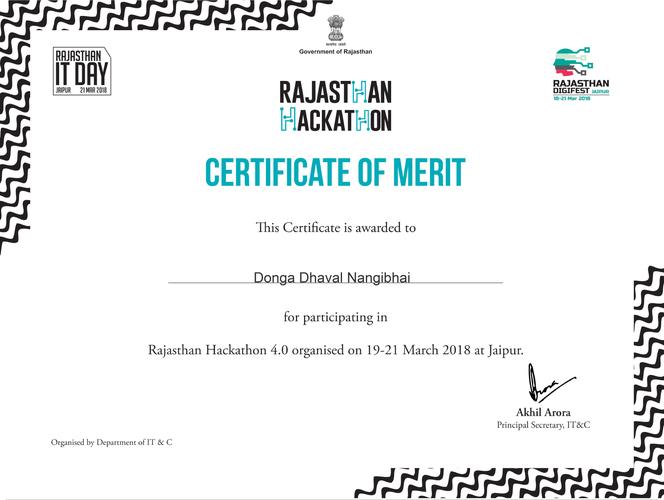 सत्यमेव जयते
Government of Rajasthan
RAJASTHAN
IT DAY
JAIPUR 21 MAR 2018
RAJASTHAN
DIGIFEST JAIPUR
18-21 Mar 2018
RAJASTHAN
HACKATHON
CERTIFICATE OF MERIT
This Certificate is awarded to
Donga Dhaval Nangibhai
for participating in
Rajasthan Hackathon 4.0 organised on 19-21 March 2018 at Jaipur.
Arora
Akhil Arora
Principal Secretary, IT&C
Organised by Department of IT & C